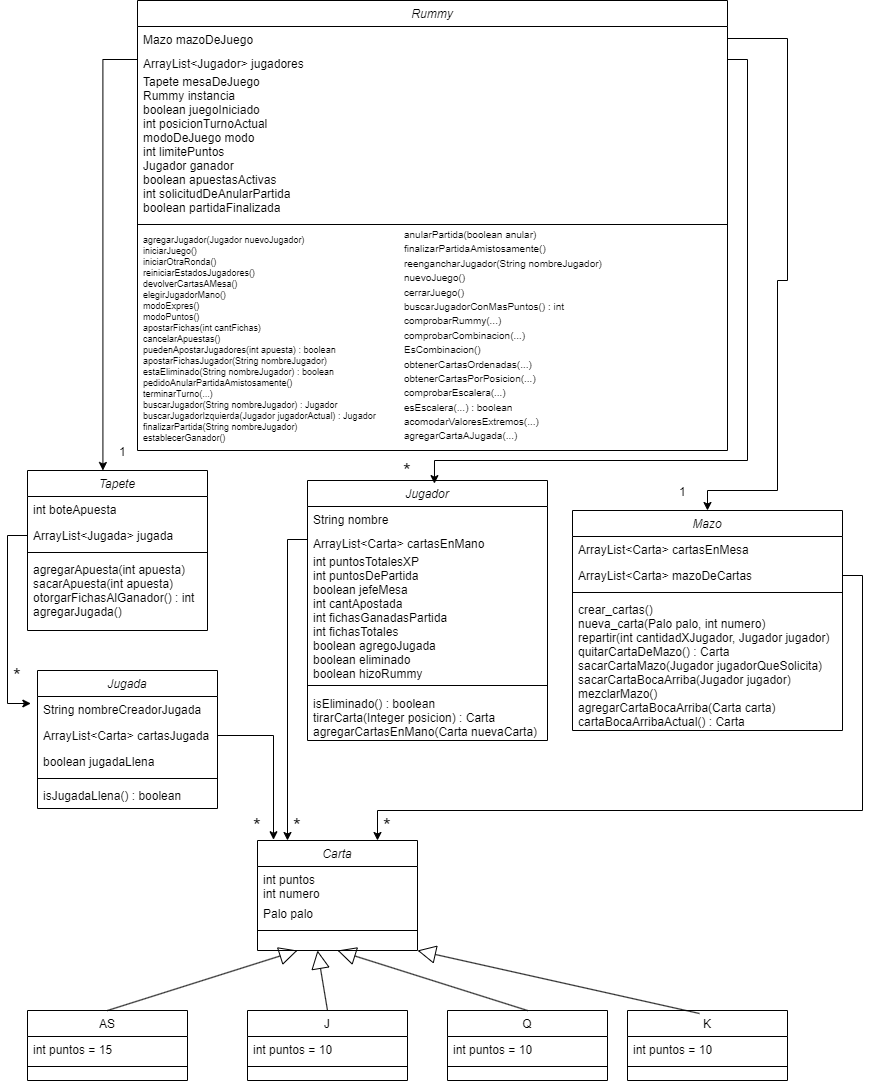 Rummy
Mazo mazoDeJuego
ArrayList<Jugador> jugadores
Tapete mesaDeJuego
Rummy instancia
boolean juegoIniciado
int posicionTurnoActual
modoDeJuego modo
int limitePuntos
Jugador ganador
boolean apuestasActivas
int solicitudDeAnularPartida
boolean partidaFinalizada
agregarJugador(Jugador nuevoJugador)
iniciarJuego()
iniciarOtraRonda()
reiniciarEstadosJugadores()
devolverCartasAMesa()
elegirJugadorMano()
modoExpres()
modoPuntos()
apostarFichas(int cantFichas)
cancelarApuestas()
puedenApostarJugadores(int apuesta) : boolean
apostarFichasJugador(String nombreJugador)
estaEliminado(String nombreJugador) : boolean
pedidoAnularPartidaAmistosamente()
terminarTurno(...)
buscarJugador(String nombreJugador) : Jugador
buscarJugadorIzquierda(Jugador jugadorActual) : Jugador
finalizarPartida(String nombreJugador)
establecerGanador()
anularPartida(boolean anular)
finalizarPartidaAmistosamente()
reengancharJugador(String nombreJugador)
nuevoJuego()
cerrarJuego()
buscarJugadorConMasPuntos() : int
comprobarRummy(...)
comprobarCombinacion(...)
EsCombinacion()
obtenerCartasOrdenadas(...)
obtenerCartasPorPosicion(...)
comprobarEscalera(...)
esEscalera(...) : boolean
acomodarValoresExtremos(...)
agregarCartaAJugada(...)
1
*
1
Tapete
int boteApuesta
ArrayList<Jugada> jugada
agregarApuesta(int apuesta)
sacarApuesta(int apuesta)
otorgarFichasAlGanador() : int
agregarJugada()
Jugador
String nombre
ArrayList<Carta> cartasEnMano
int puntosTotalesXP
int puntosDePartida
boolean jefeMesa
int cantApostada
int fichasGanadasPartida
int fichasTotales
boolean agregoJugada
boolean eliminado
boolean hizoRummy
isEliminado() : boolean
tirarCarta(Integer posicion) : Carta
agregarCartasEnMano(Carta nuevaCarta)
Mazo
ArrayList<Carta> cartasEnMesa
ArrayList<Carta> mazoDeCartas
crear_cartas()
nueva_carta(Palo palo, int numero)
repartir(int cantidadXJugador, Jugador jugador)
quitarCartaDeMazo() : Carta
sacarCartaMazo(Jugador jugadorQueSolicita)
sacarCartaBocaArriba(Jugador jugador)
mezclarMazo()
agregarCartaBocaArriba(Carta carta)
cartaBocaArribaActual() : Carta
*
Jugada
String nombreCreadorJugada
ArrayList<Carta> cartasJugada
boolean jugadaLlena
isJugadaLlena() : boolean
*
*
*
Carta
int puntos
int numero
Palo palo
AS
int puntos = 15
J
int puntos = 10
Q
int puntos = 10
K
int puntos = 10